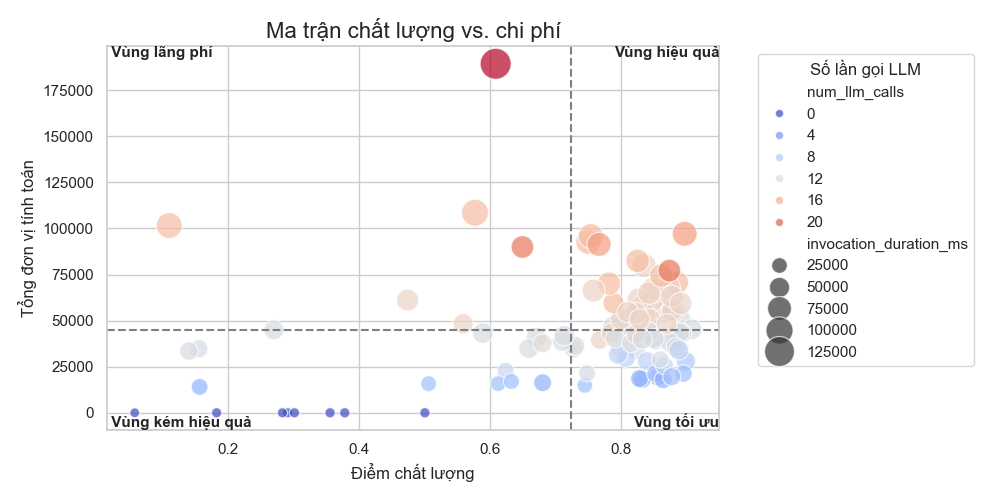 Ma trận chất lượng vs. chi phí
Vùng lãng phí
Vùng hiệu quả
Tổng đơn vị tính toán
175000
150000
125000
100000
75000
50000
25000
0
Vùng kém hiệu quả
Vùng tối ưu
0.2
0.4
0.6
0.8
Điểm chất lượng
Số lần gọi LLM
num_llm_calls
0
4
8
12
16
20
invocation_duration_ms
25000
50000
75000
100000
125000